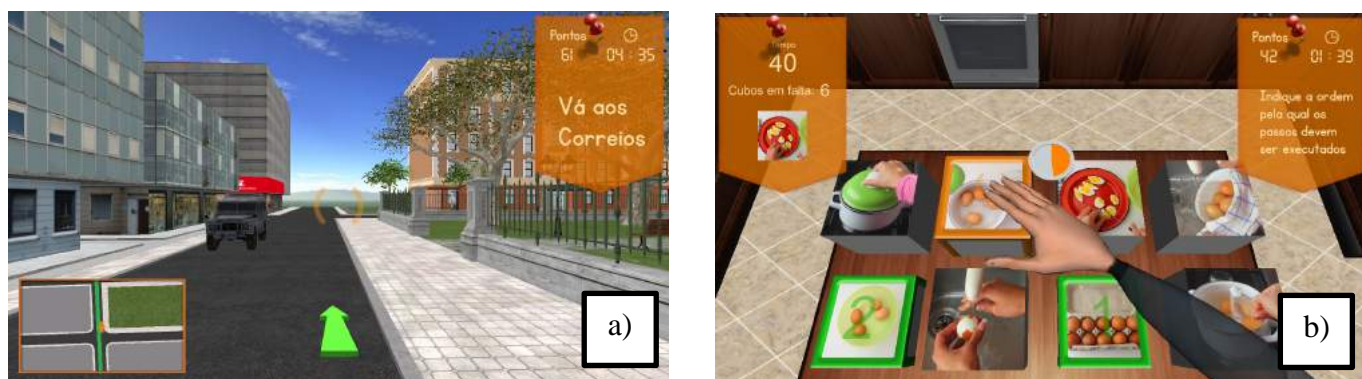 Pontos
61 04:35
Vá aos
Correios
a)
Tempo
40
Cubos em falta: 6
Pontos
42 01:39
Indique a ordem
pela qual os
passos devem
ser executados
2
1
b)